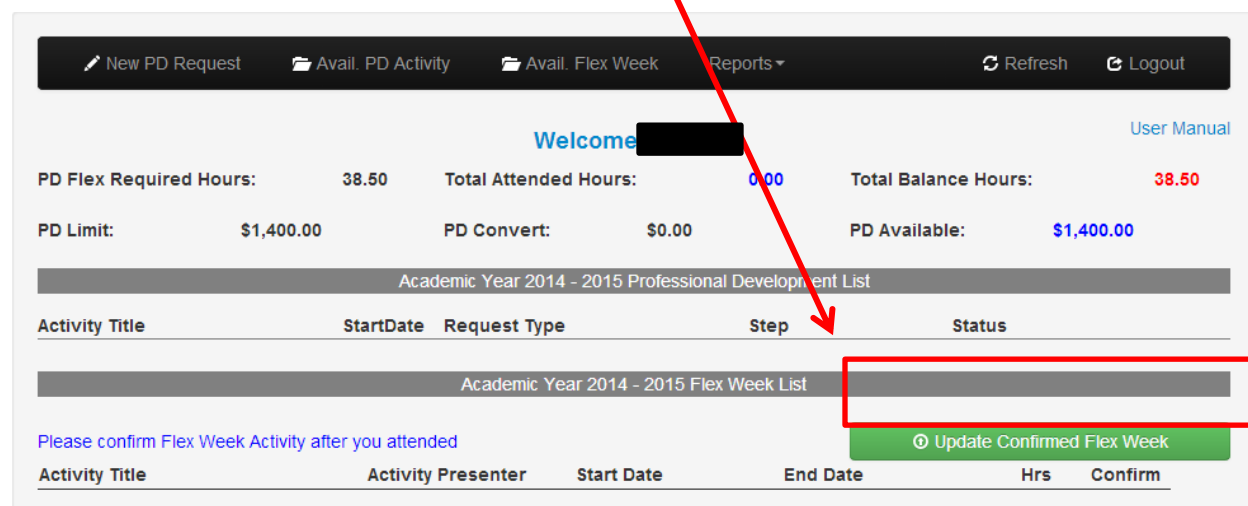 New PD Request Avail. PD Activity Avail. Flex Week Reports Refresh Logout
User Manual
Welcome
PD Flex Required Hours: 38.50 Total Attended Hours: 0.00 Total Balance Hours: 38.50
PD Limit: $1,400.00 PD Convert: $0.00 PD Available: $1,400.00
Academic Year 2014 - 2015 Professional Development List
Activity Title StartDate Request Type Step Status
Academic Year 2014 - 2015 Flex Week List
Please confirm Flex Week Activity after you attended Update Confirmed Flex Week
Activity Title Activity Presenter Start Date End Date Hrs Confirm